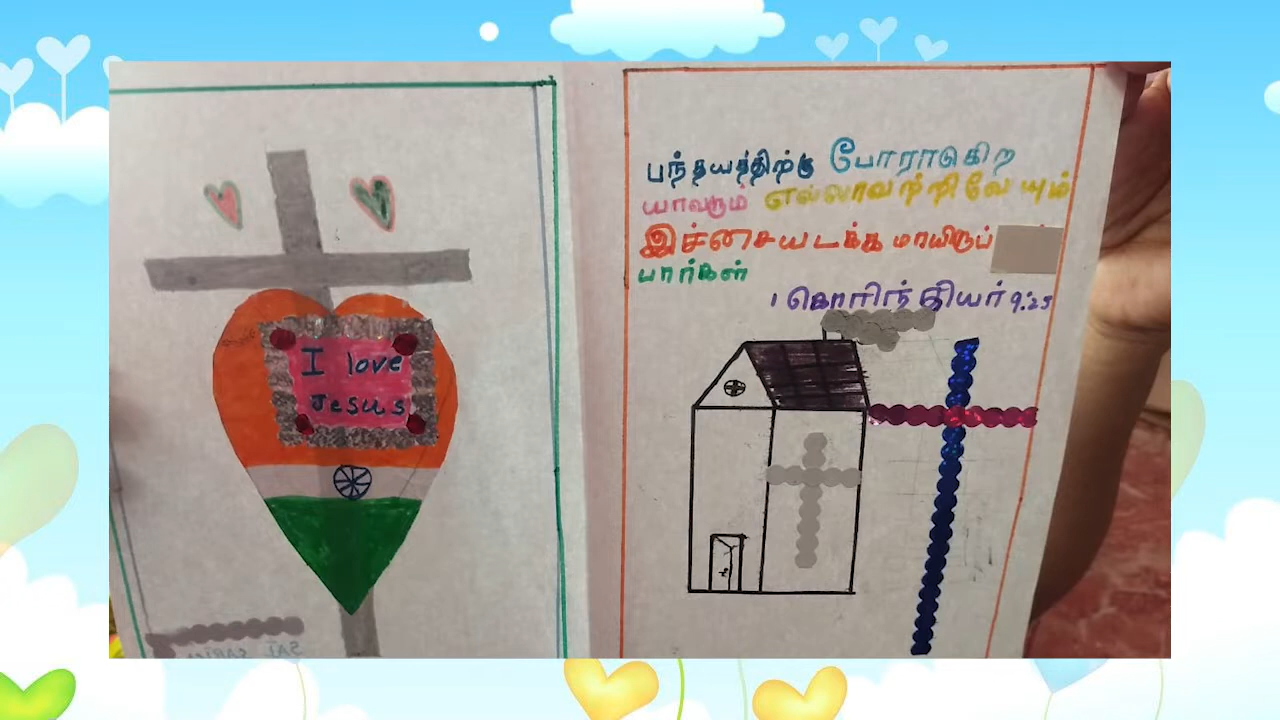 I love
Jesus
பந்தயத்திற்கு போராடுகிற
யாவரும் எல்லாவற்றிலேயும்
இச்சையடக்கமாயிருப்
பார்கள்
1 கொரிந்தியர் 9:25